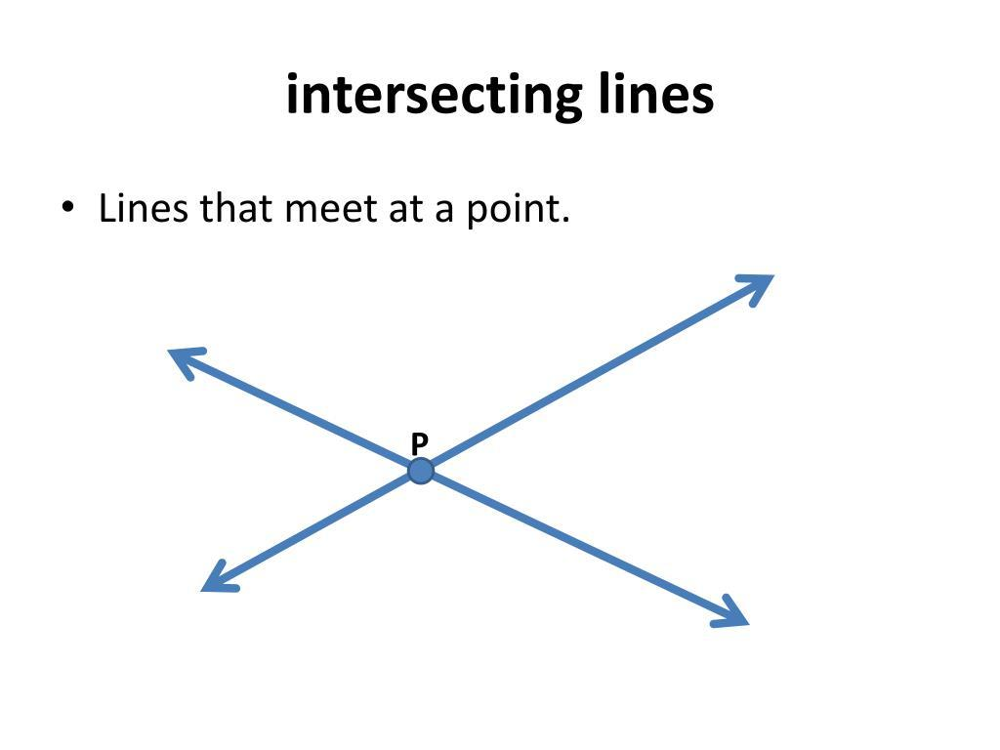 intersecting lines
• Lines that meet at a point.
P